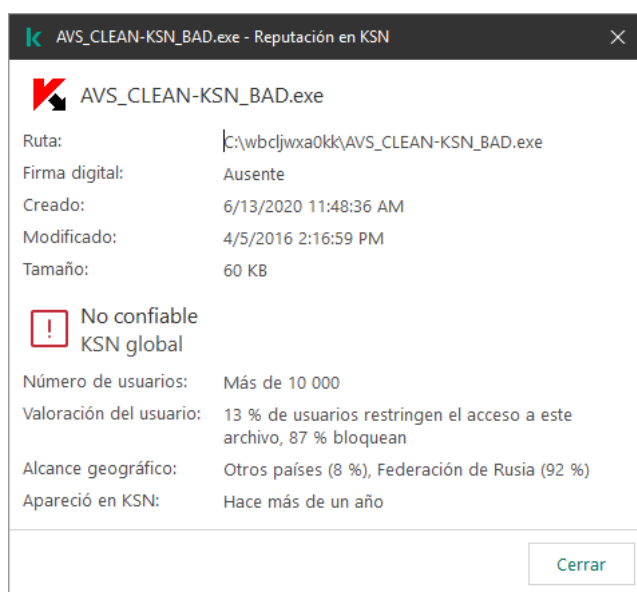 AVS_CLEAN-KSN_BAD.exe - Reputación en KSN
AVS_CLEAN-KSN_BAD.exe
Ruta: C:\wbcljwxa0kk\AVS_CLEAN-KSN_BAD.exe
Firma digital: Ausente
Creado: 6/13/2020 11:48:36 AM
Modificado: 4/5/2016 2:16:59 PM
Tamaño: 60 KB
No confiable
KSN global
Número de usuarios: Más de 10 000
Valoración del usuario: 13 % de usuarios restringen el acceso a este
archivo, 87 % bloquean
Alcance geográfico: Otros países (8 %), Federación de Rusia (92 %)
Apareció en KSN: Hace más de un año
Cerrar